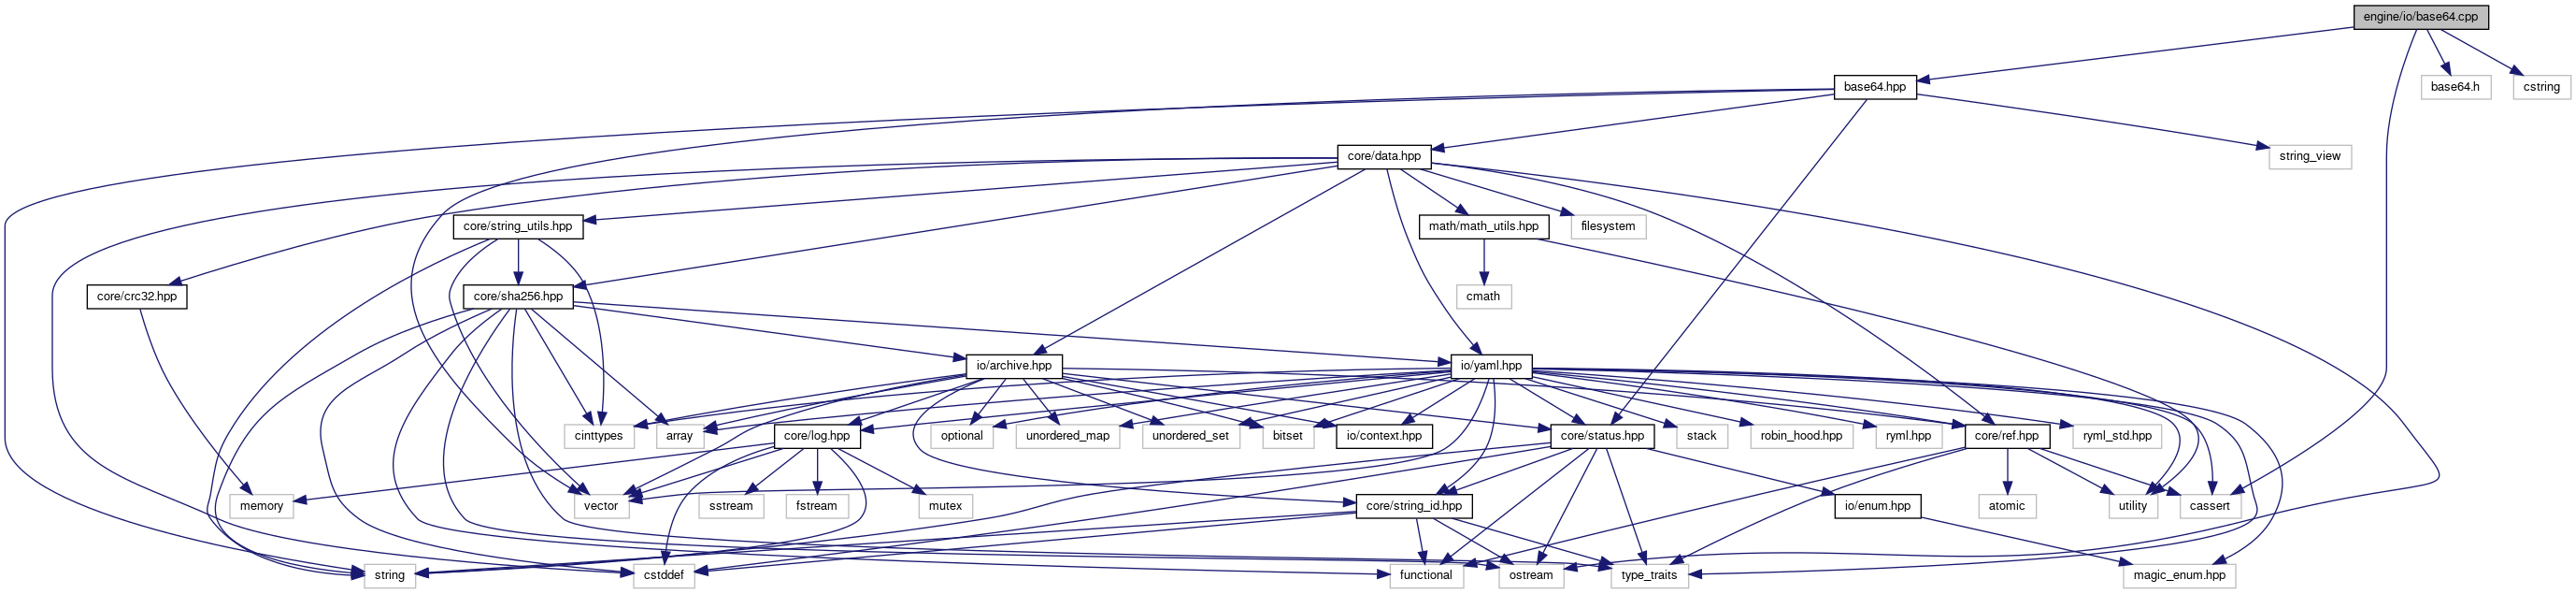 engine/io/base64.cpp
base64.hpp
base64.h
cstring
core/data.hpp
string_view
core/string_utils.hpp
math/math_utils.hpp
filesystem
core/crc32.hpp
core/sha256.hpp
cmath
io/archive.hpp
io/yaml.hpp
cinttypes
array
core/log.hpp
optional
unordered_map
unordered_set
bitset
io/context.hpp
core/status.hpp
stack
robin_hood.hpp
ryml.hpp
core/ref.hpp
ryml_std.hpp
memory
vector
sstream
fstream
mutex
core/string_id.hpp
io/enum.hpp
atomic
utility
cassert
string
cstddef
functional
ostream
type_traits
magic_enum.hpp